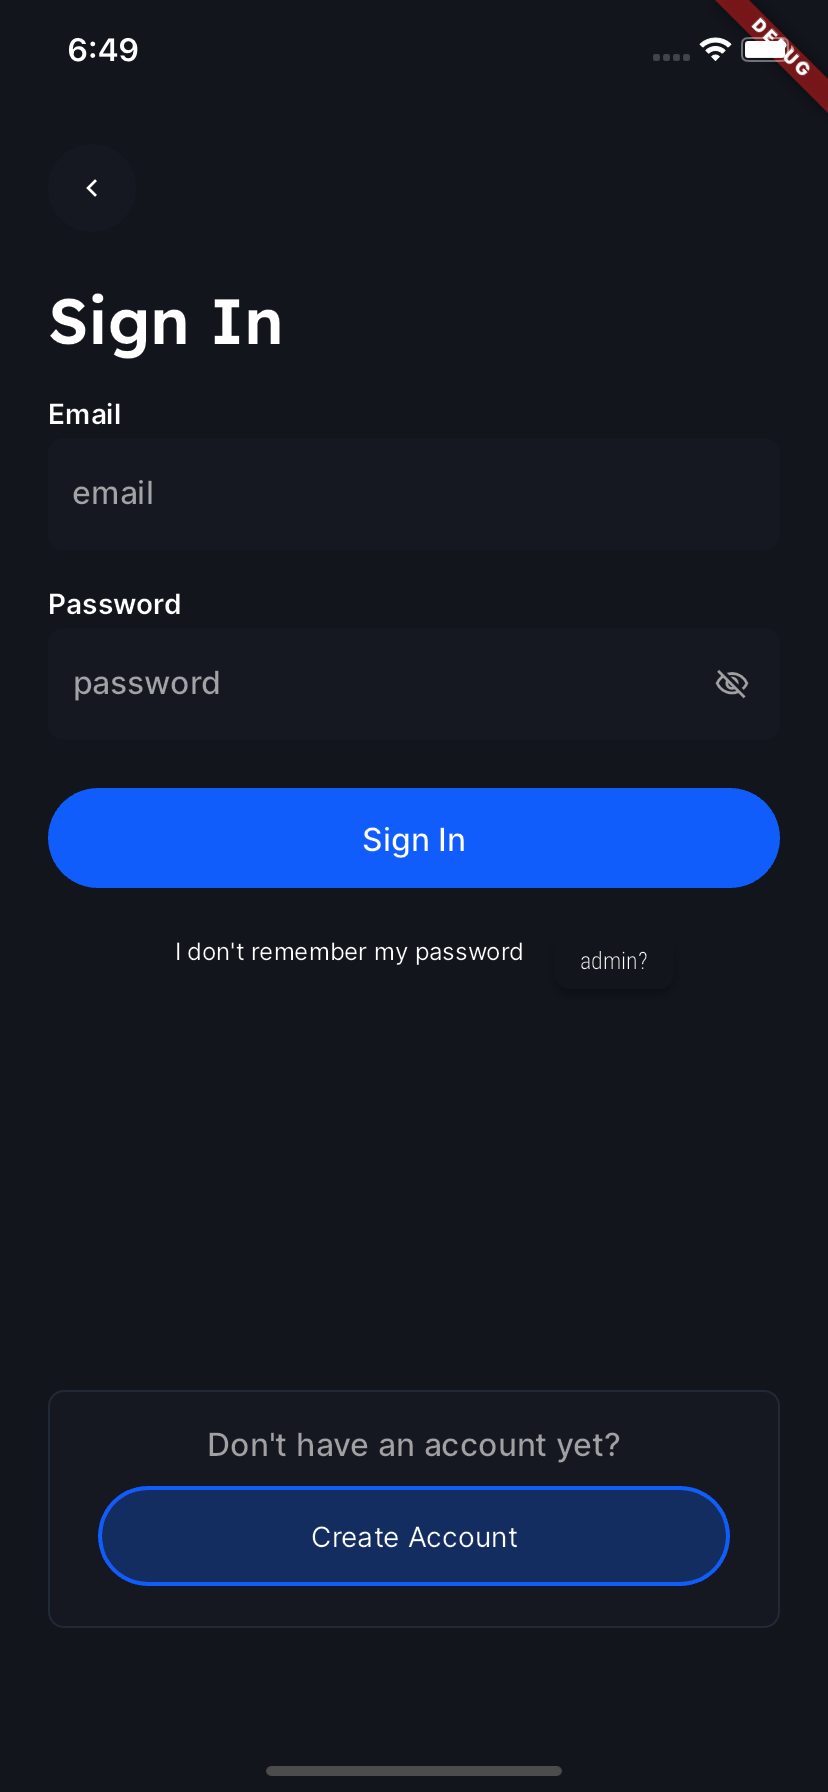 6:49
DEBUG
Sign In
Email
email
Password
password
Sign In
I don't remember my password
admin?
Don't have an account yet?
Create Account